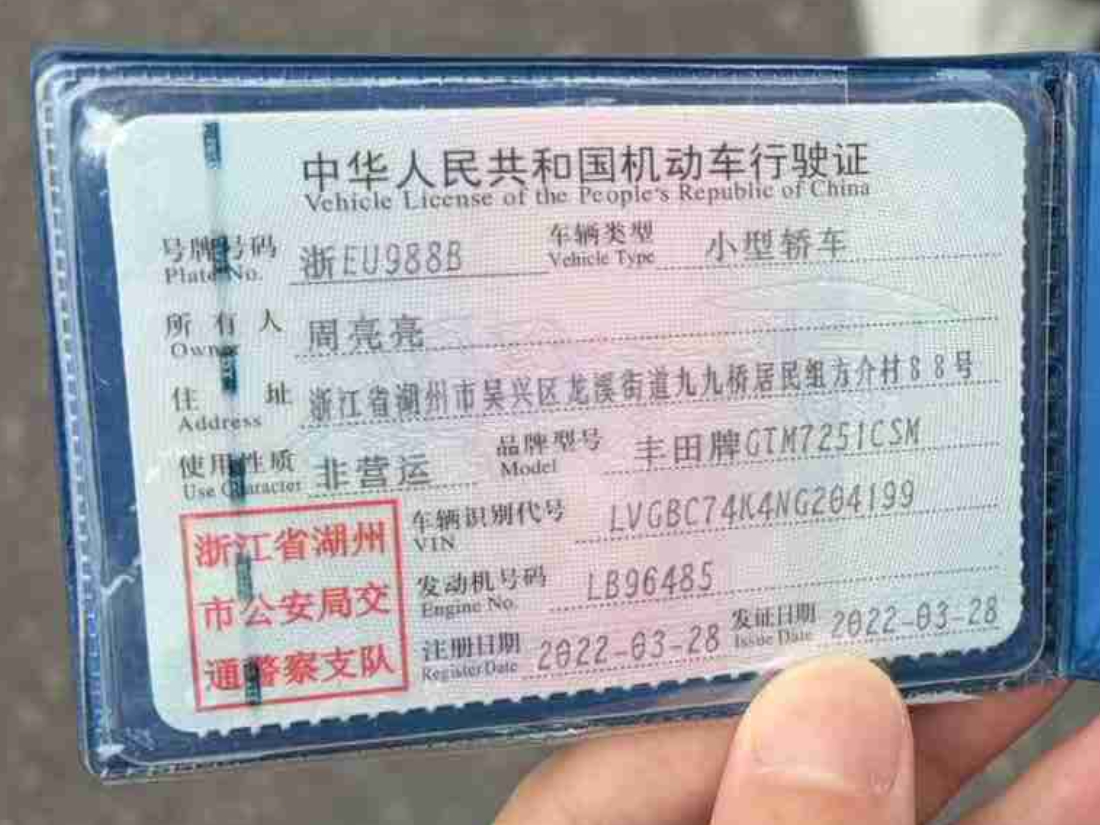 中华人民共和国机动车行驶证
Vehicle License of the People's Republic of China
号牌号码 浙EU988B 车辆类型 小型轿车
Plate No. Vehicle Type
所有人 周亮亮
Owner
住址 浙江省湖州市吴兴区龙溪街道九九桥居民组方介村88号
Address
使用性质 非营运 品牌型号 丰田牌GTM7251CSM
Use Character Model
车辆识别代号 LVGBC74K4NG204199
VIN
发动机号码 LB96485
Engine No.
注册日期 2022-03-28 发证日期 2022-03-28
Register Date Issue Date
浙江省湖州
市公安局交
通警察支队